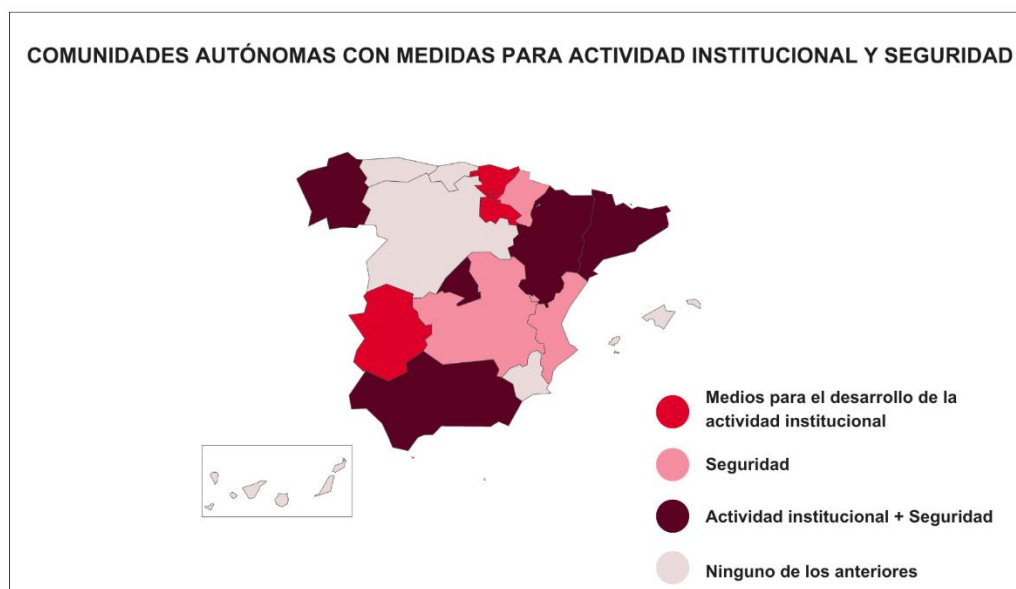 COMUNIDADES AUTÓNOMAS CON MEDIDAS PARA ACTIVIDAD INSTITUCIONAL Y SEGURIDAD
Medios para el desarrollo de la
actividad institucional
Seguridad
Actividad institucional + Seguridad
Ninguno de los anteriores